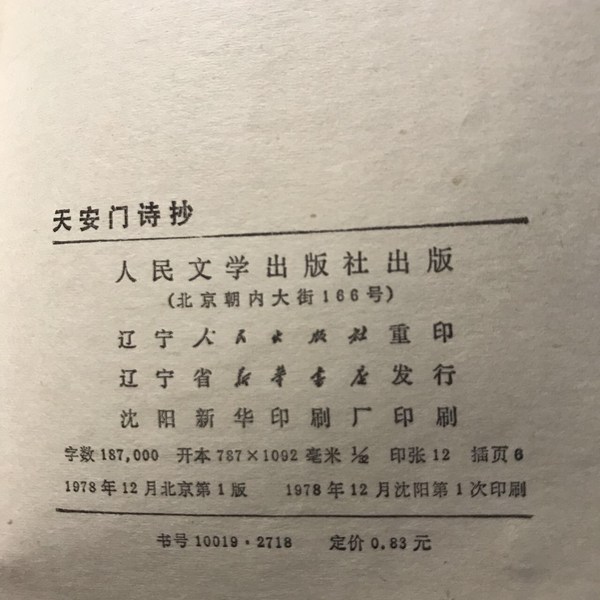 天安门诗抄
人民文学出版社出版
（北京朝内大街166号）
辽宁人民出版社重印
辽宁省新华书店发行
沈阳新华印刷厂印刷
字数187,000 开本787×1092毫米1/32 印张12 插页6
1978年12月北京第1版 1978年12月沈阳第1次印刷
书号10019·2718 定价0.83元